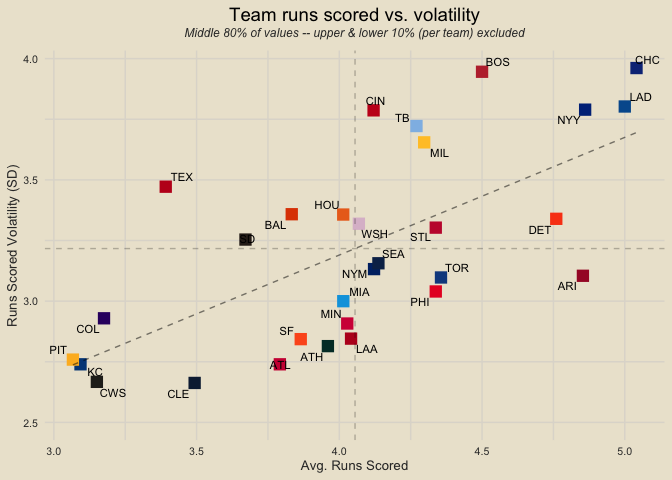 Team runs scored vs. volatility
Middle 80% of values -- upper & lower 10% (per team) excluded
4.0
3.5
3.0
2.5
Runs Scored Volatility (SD)
CHC
BOS
LAD
CIN
NYY
TB
MIL
TEX
HOU
BAL
WSH
STL
DET
SD
SEA
NYM
TOR
ARI
MIA
PHI
COL
MIN
SF
LAA
ATH
PIT
KC
ATL
CWS
CLE
3.0 3.5 4.0 4.5 5.0
Avg. Runs Scored